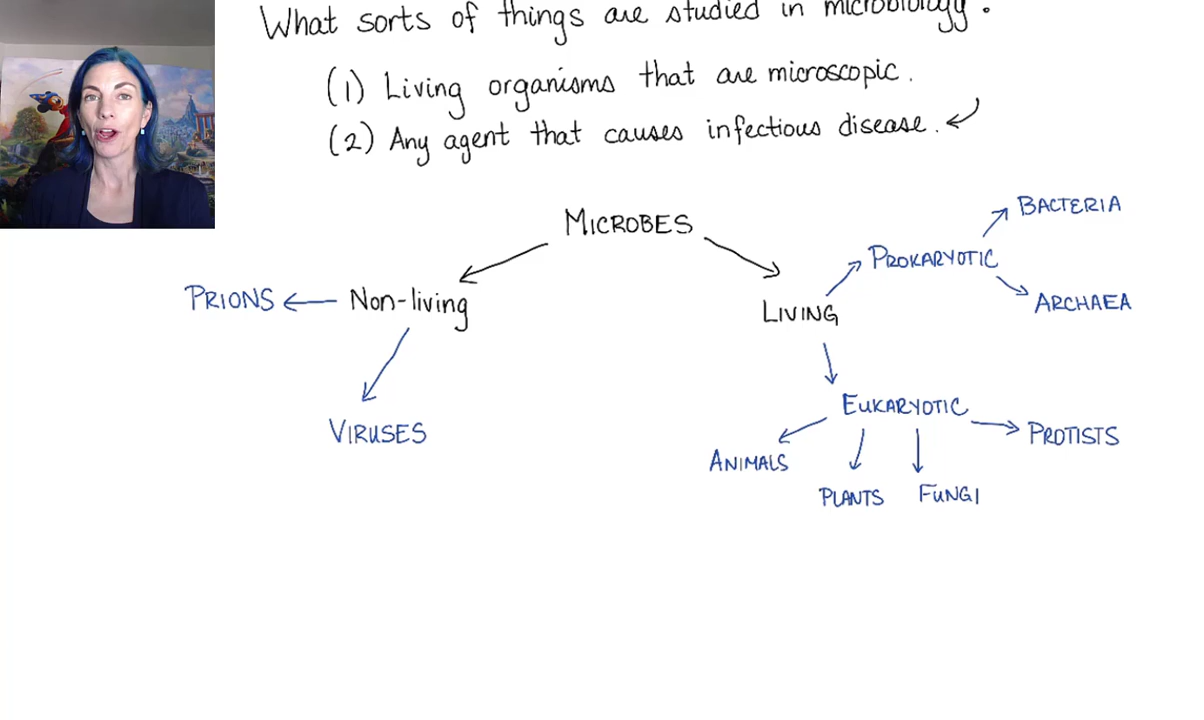 What sorts of things are studied in microbiology.
(1) Living organisms that are microscopic.
(2) Any agent that causes infectious disease.
MICROBES
BACTERIA
PROKARYOTIC
PRIONS
Non-living
LIVING
ARCHAEA
EUKARYOTIC
VIRUSES
PROTISTS
ANIMALS
PLANTS
FUNGI